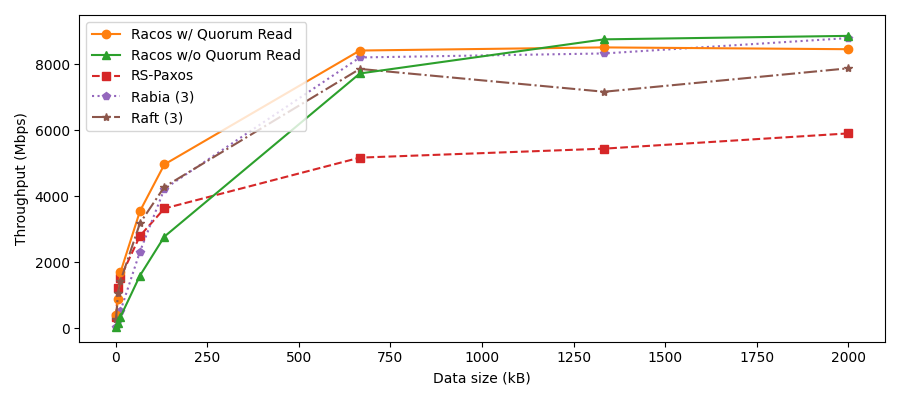 Racos w/ Quorum Read
Racos w/o Quorum Read
RS-Paxos
Rabia (3)
Raft (3)
Throughput (Mbps)
8000
6000
4000
2000
0
0 250 500 750 1000 1250 1500 1750 2000
Data size (kB)